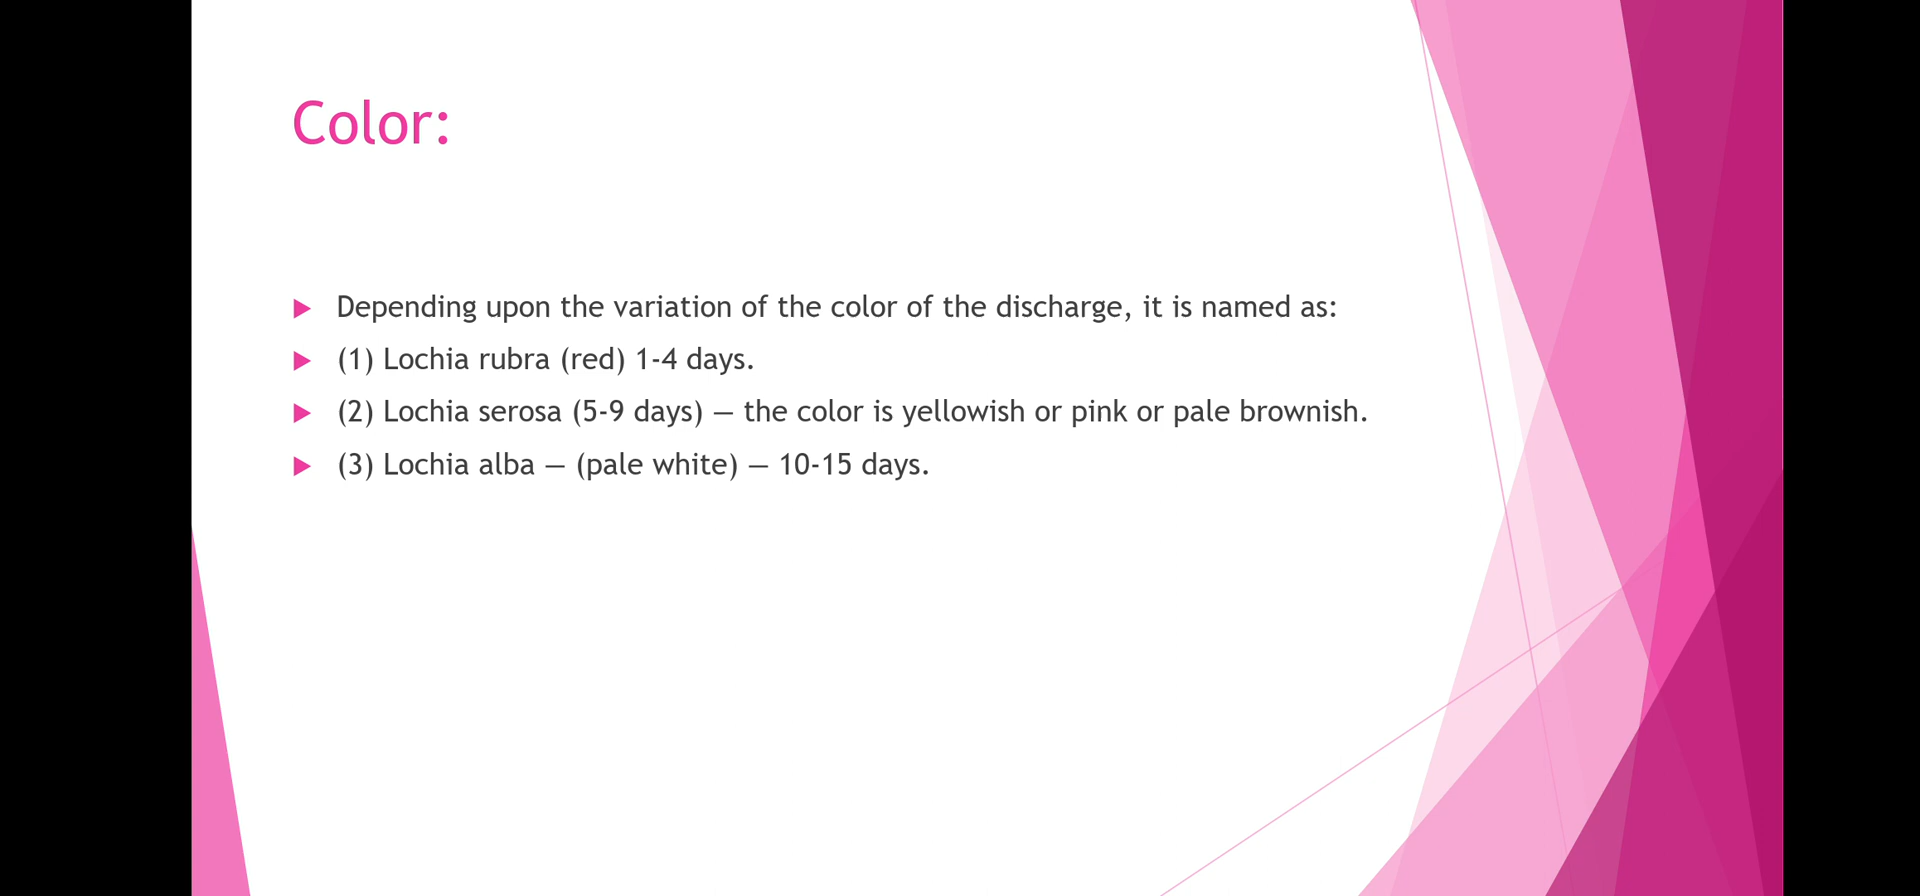 Color:
Depending upon the variation of the color of the discharge, it is named as:
(1) Lochia rubra (red) 1-4 days.
(2) Lochia serosa (5-9 days) — the color is yellowish or pink or pale brownish.
(3) Lochia alba — (pale white) — 10-15 days.